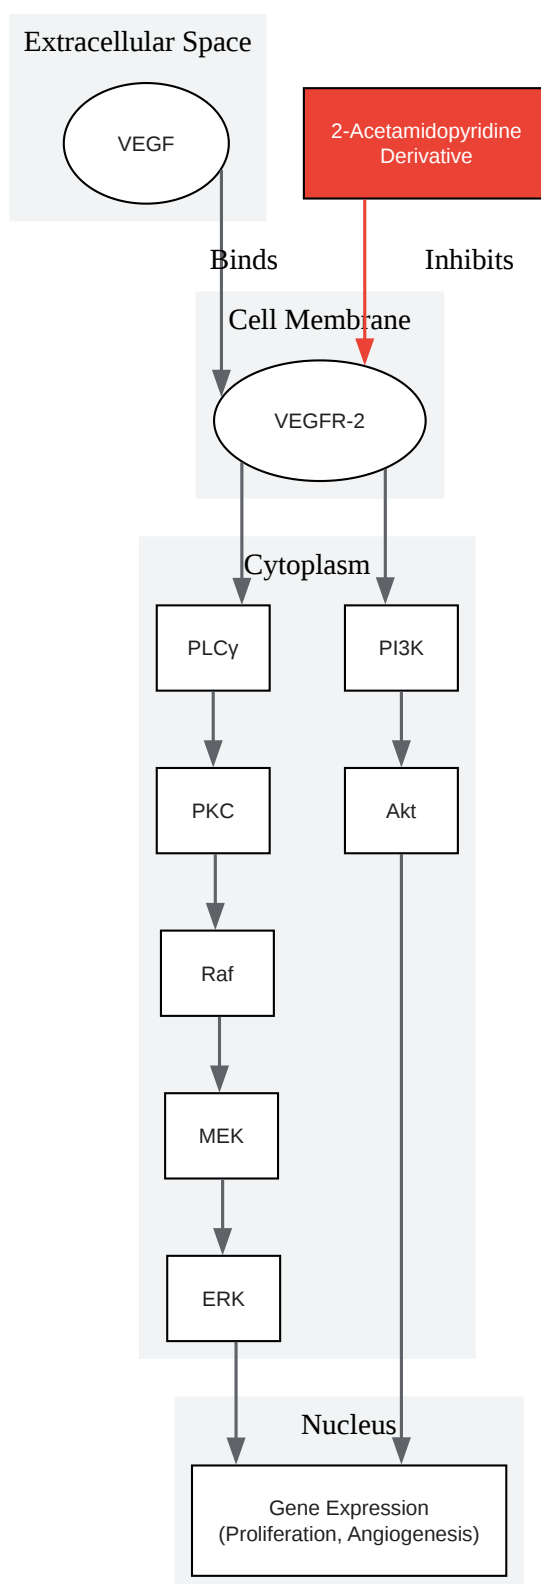 Extracellular Space
VEGF
2-Acetamidopyridine
Derivative
Binds
Inhibits
Cell Membrane
VEGFR-2
Cytoplasm
PLCγ
PI3K
PKC
Akt
Raf
MEK
ERK
Nucleus
Gene Expression
(Proliferation, Angiogenesis)